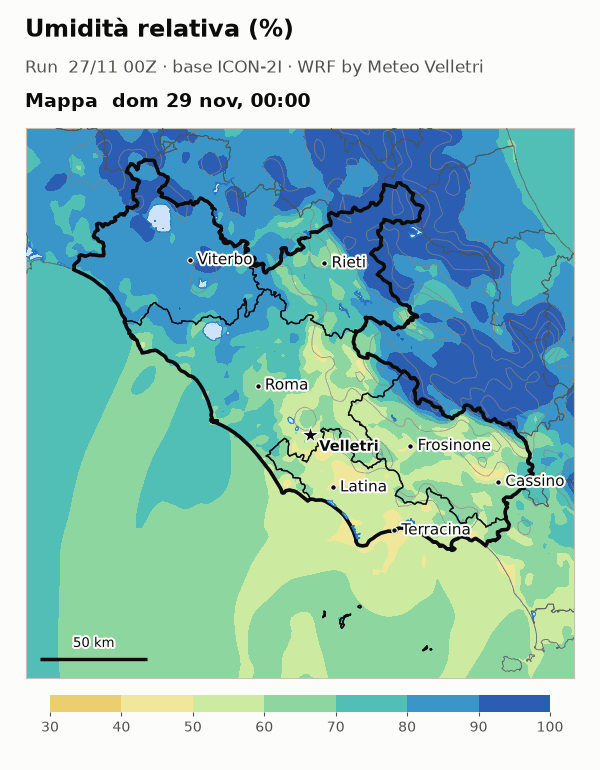 Umidità relativa (%)
Run 27/11 00Z · base ICON-2I · WRF by Meteo Velletri
Mappa dom 29 nov, 00:00
Viterbo
Rieti
Roma
Velletri
Frosinone
Latina
Cassino
Terracina
50 km
30 40 50 60 70 80 90 100